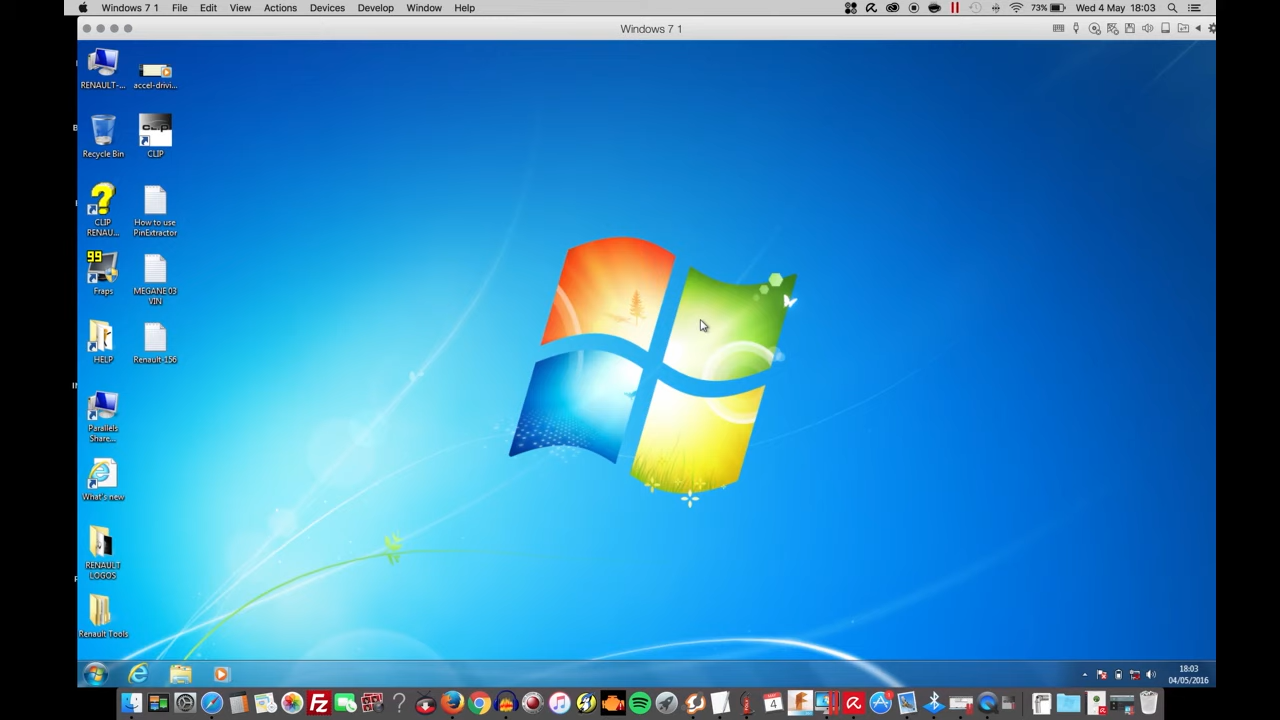 Windows 7 1 File Edit View Actions Devices Develop Window Help 73% Wed 4 May 18:03
Windows 7 1
RENAULT-...
accel-drivi...
Recycle Bin
CLIP
CLIP
RENAU...
How to use
PinExtractor
99
Fraps
MEGANE 03
VIN
HELP
Renault-156
Parallels
Share...
What's new
RENAULT
LOGOS
Renault Tools
18:03
04/05/2016